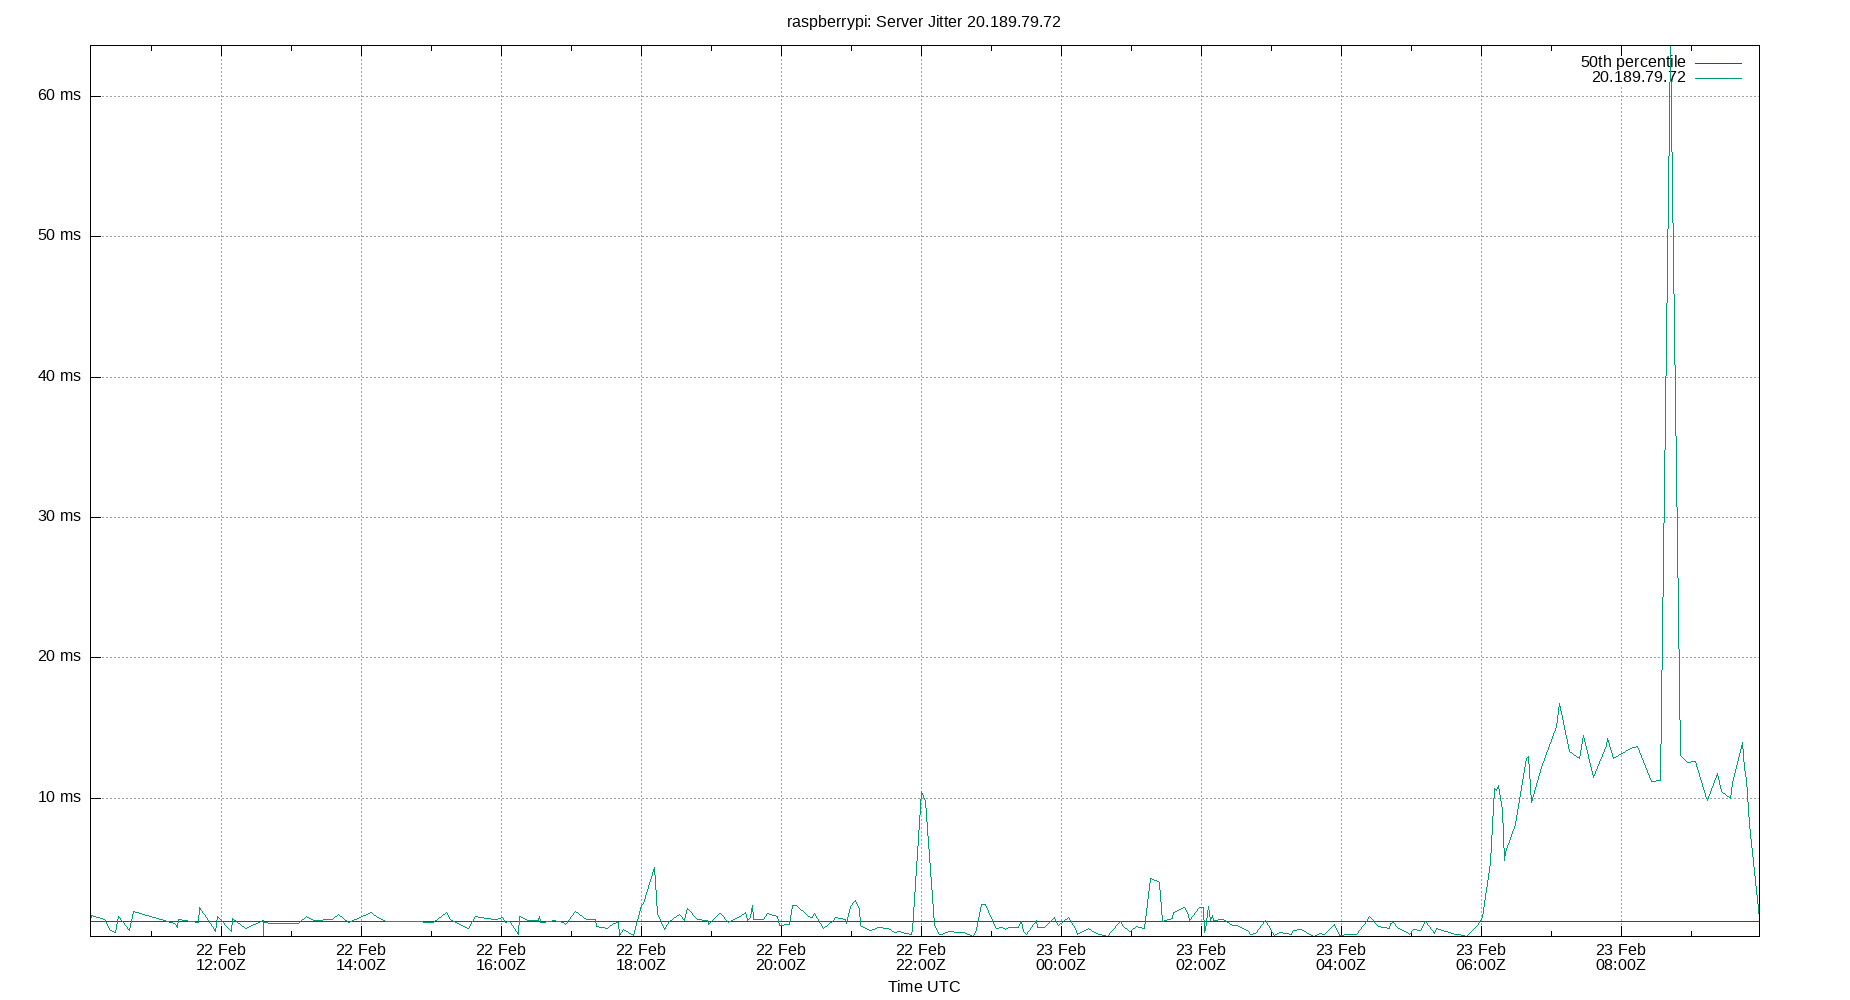 raspberrypi: Server Jitter 20.189.79.72
50th percentile
20.189.79.72
60 ms
50 ms
40 ms
30 ms
20 ms
10 ms
22 Feb 22 Feb 22 Feb 22 Feb 22 Feb 22 Feb 23 Feb 23 Feb 23 Feb 23 Feb 23 Feb
12:00Z 14:00Z 16:00Z 18:00Z 20:00Z 22:00Z 00:00Z 02:00Z 04:00Z 06:00Z 08:00Z
Time UTC